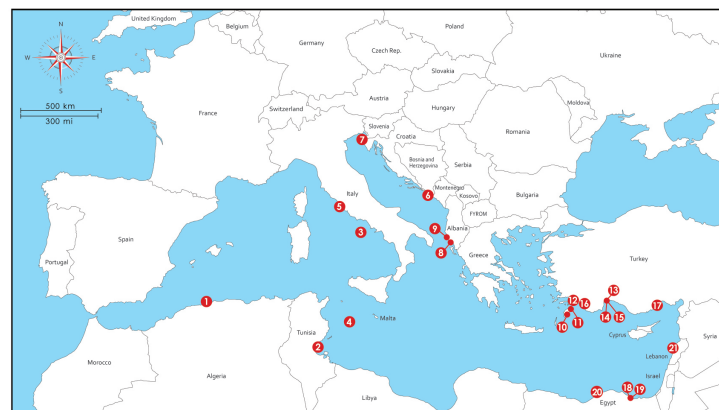 United Kingdom
Belgium
Poland
Germany
Ukraine
Czech Rep.
N
W
E
S
Slovakia
500 km
300 mi
Austria
Hungary
Moldova
France
Switzerland
Slovenia
Croatia
Romania
7
Bosnia and
Herzegovina
Serbia
Italy
6
Montenegro
Kosovo
Bulgaria
5
FYROM
3
9
Albania
Spain
Portugal
8
Greece
Turkey
13
1
12
16
17
4
Malta
10
11
14
15
Cyprus
Tunisia
2
21
Syria
Lebanon
Morocco
Algeria
Israel
18
19
20
Libya
Egypt